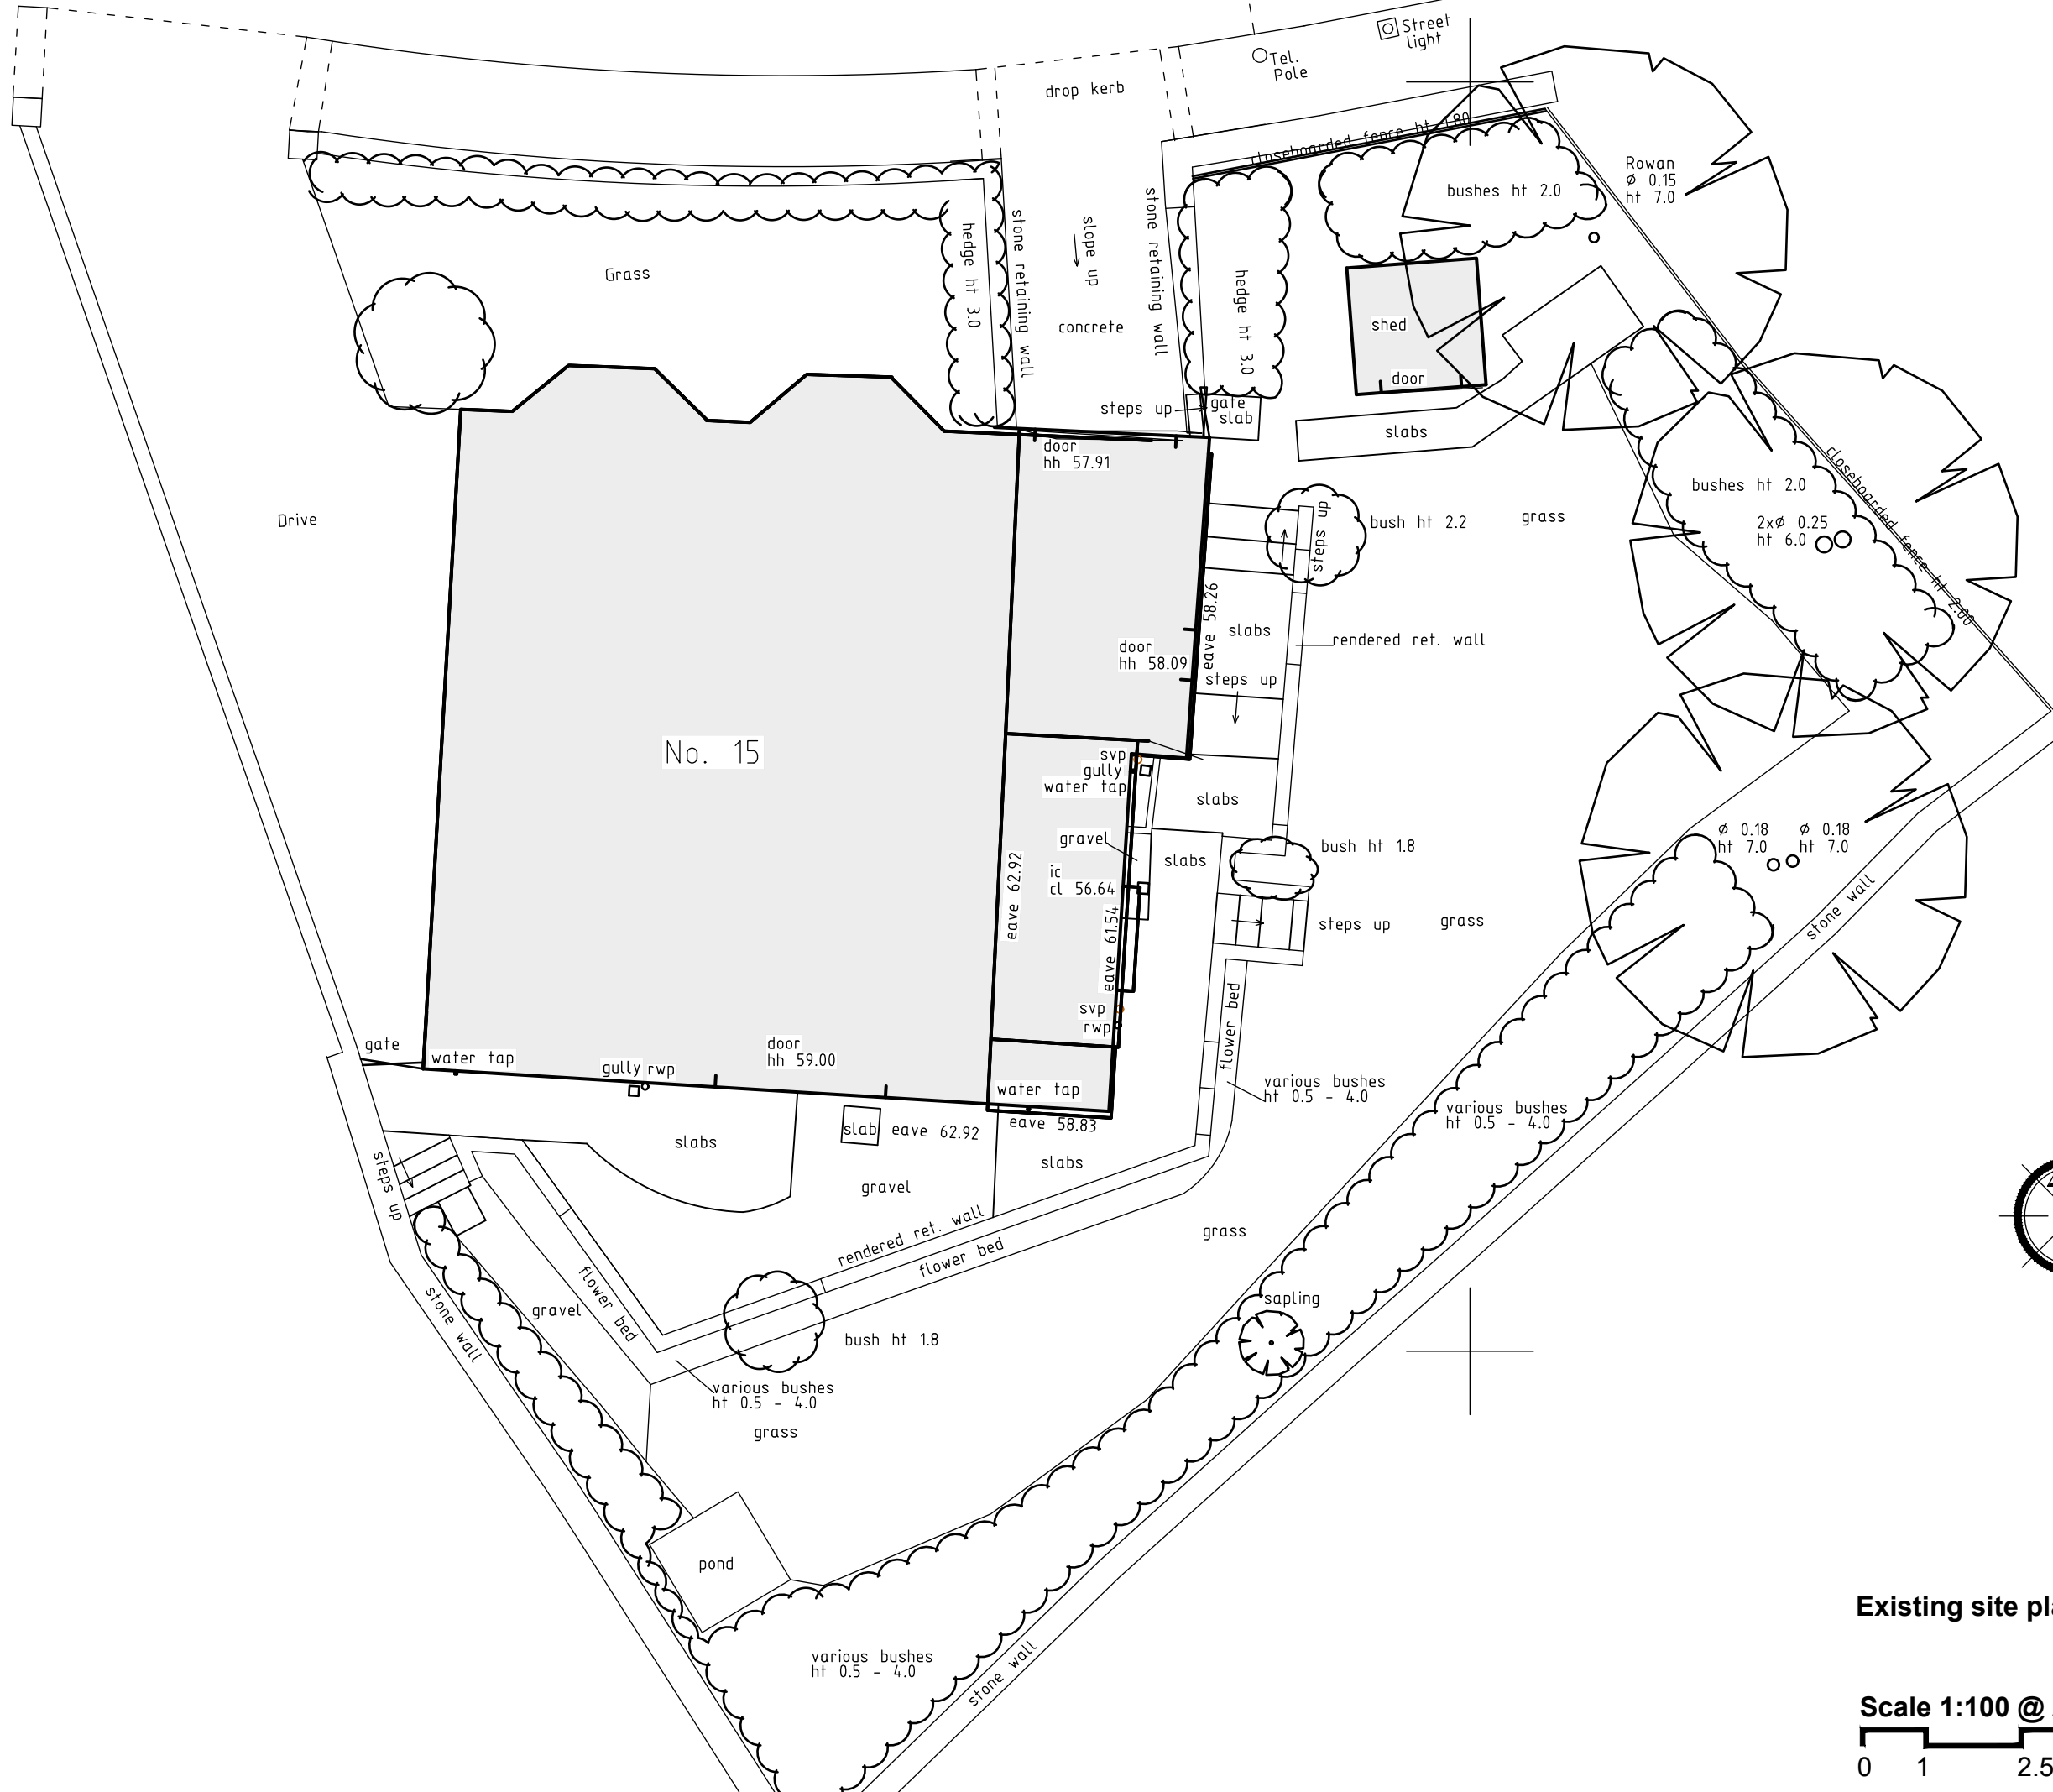 Street
light
Tel.
Pole
drop kerb
closeboarded fence ht 1.80
Rowan
Ø 0.15
ht 7.0
bushes ht 2.0
hedge ht 3.0
stone retaining wall
slope up
stone retaining wall
hedge ht 3.0
Grass
concrete
shed
door
steps up
gate
slab
slabs
door
hh 57.91
closeboarded fence ht 2.00
bushes ht 2.0
2xØ 0.25
ht 6.0
Drive
steps up
bush ht 2.2
grass
eave 58.26
slabs
rendered ret. wall
door
hh 58.09
steps up
No. 15
svp
gully
water tap
slabs
gravel
slabs
bush ht 1.8
Ø 0.18
ht 7.0
Ø 0.18
ht 7.0
eave 62.92
ic
cl 56.64
eave 61.54
steps up
grass
stone wall
svp
rwp
flower bed
gate
water tap
gully rwp
door
hh 59.00
water tap
various bushes
ht 0.5 - 4.0
various bushes
ht 0.5 - 4.0
slab
eave 62.92
eave 58.83
slabs
slabs
steps up
gravel
rendered ret. wall
flower bed
grass
stone wall
gravel
flower bed
sapling
bush ht 1.8
various bushes
ht 0.5 - 4.0
grass
pond
various bushes
ht 0.5 - 4.0
stone wall
Existing site pl
Scale 1:100 @
0 1 2.5